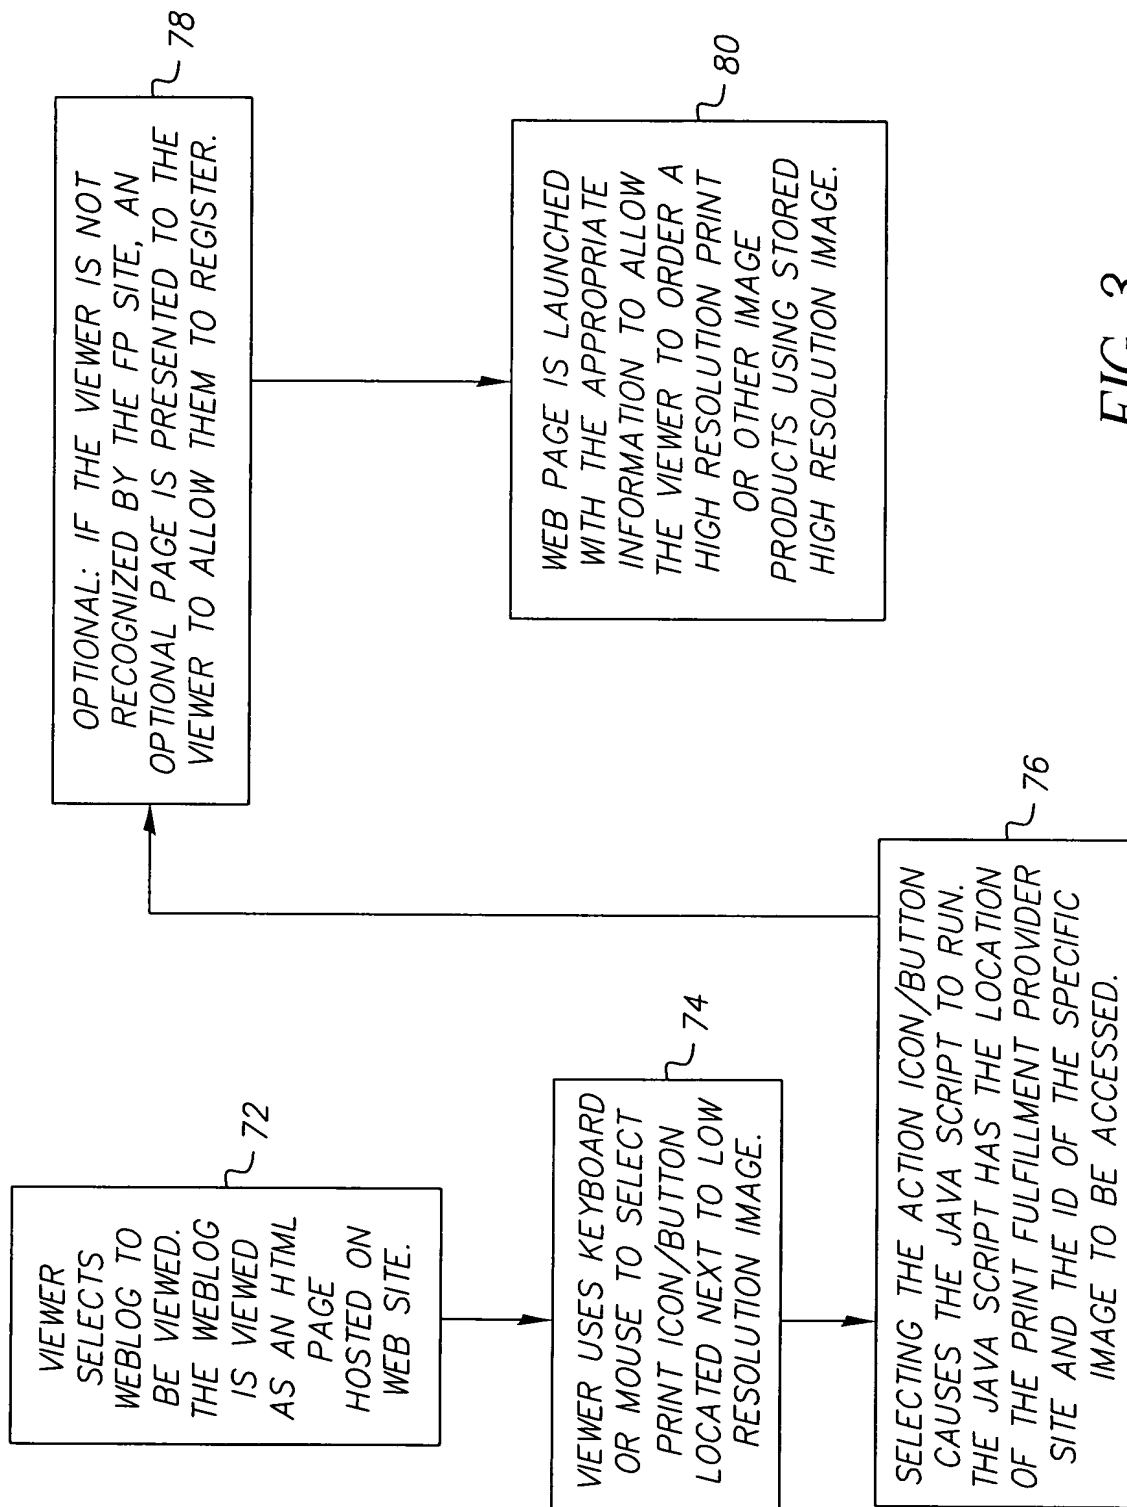 VIEWER
SELECTS
WEBLOG TO
BE VIEWED.
THE WEBLOG
IS VIEWED
AS AN HTML
PAGE
HOSTED ON
WEB SITE.
72
VIEWER USES KEYBOARD
OR MOUSE TO SELECT
PRINT ICON/BUTTON
LOCATED NEXT TO LOW
RESOLUTION IMAGE.
74
SELECTING THE ACTION ICON/BUTTON
CAUSES THE JAVA SCRIPT TO RUN.
THE JAVA SCRIPT HAS THE LOCATION
OF THE PRINT FULFILLMENT PROVIDER
SITE AND THE ID OF THE SPECIFIC
IMAGE TO BE ACCESSED.
76
OPTIONAL: IF THE VIEWER IS NOT
RECOGNIZED BY THE FP SITE, AN
OPTIONAL PAGE IS PRESENTED TO THE
VIEWER TO ALLOW THEM TO REGISTER.
78
WEB PAGE IS LAUNCHED
WITH THE APPROPRIATE
INFORMATION TO ALLOW
THE VIEWER TO ORDER A
HIGH RESOLUTION PRINT
OR OTHER IMAGE
PRODUCTS USING STORED
HIGH RESOLUTION IMAGE.
80
FIG. 3